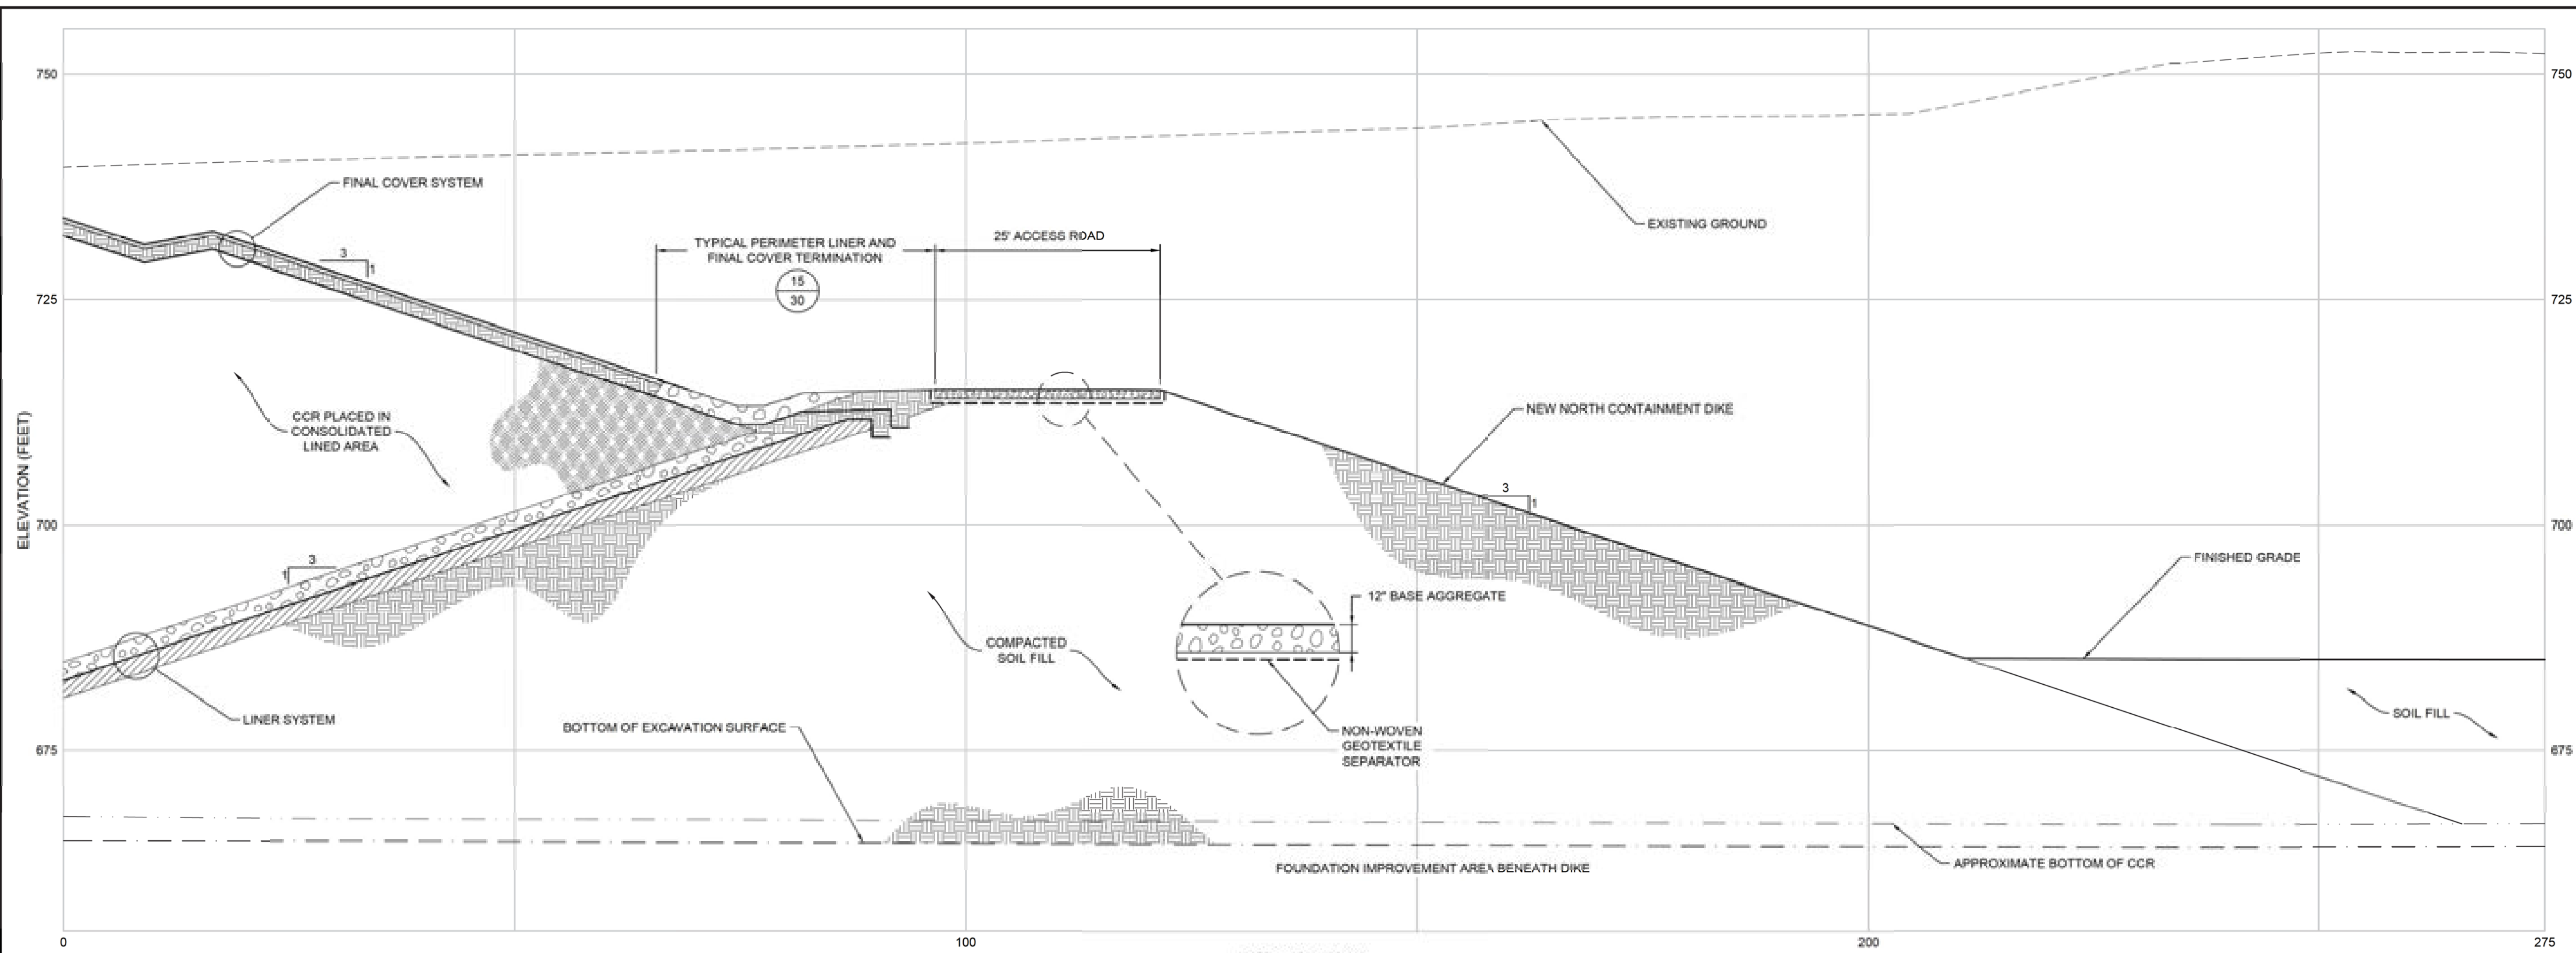 750
750
FINAL COVER SYSTEM
EXISTING GROUND
25' ACCESS ROAD
TYPICAL PERIMETER LINER AND
FINAL COVER TERMINATION
3
1
15
30
725
725
NEW NORTH CONTAINMENT DIKE
CCR PLACED IN
CONSOLIDATED
LINED AREA
ELEVATION (FEET)
3
1
700
700
FINISHED GRADE
3
1
12" BASE AGGREGATE
COMPACTED
SOIL FILL
LINER SYSTEM
SOIL FILL
BOTTOM OF EXCAVATION SURFACE
NON-WOVEN
GEOTEXTILE
SEPARATOR
675
675
FOUNDATION IMPROVEMENT AREA BENEATH DIKE
APPROXIMATE BOTTOM OF CCR
0
100
200
275